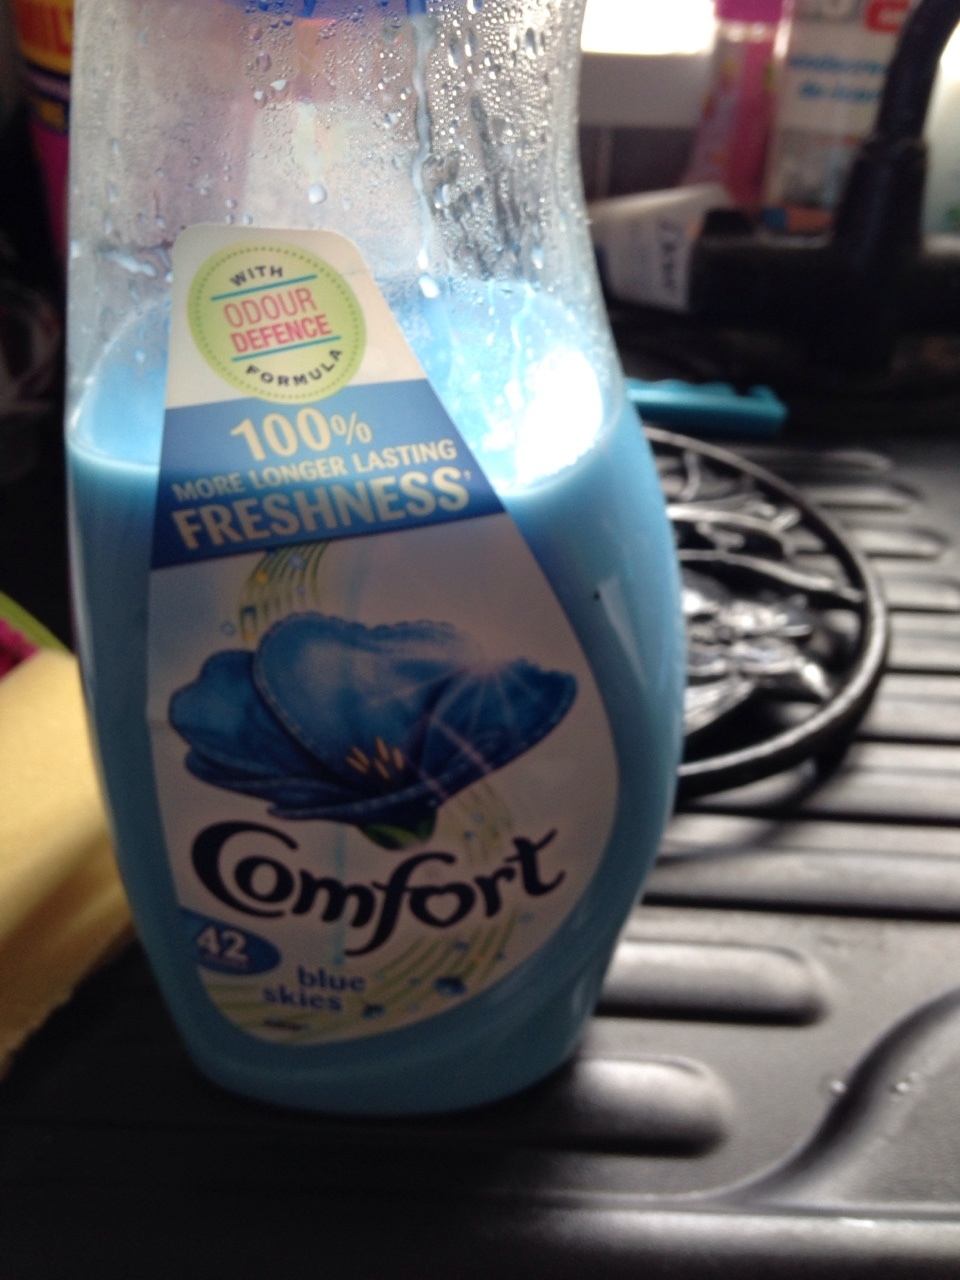 WITH
ODOUR
DEFENCE
FORMULA
100%
MORE LONGER LASTING
FRESHNESS
Comfort
42
blue
skies